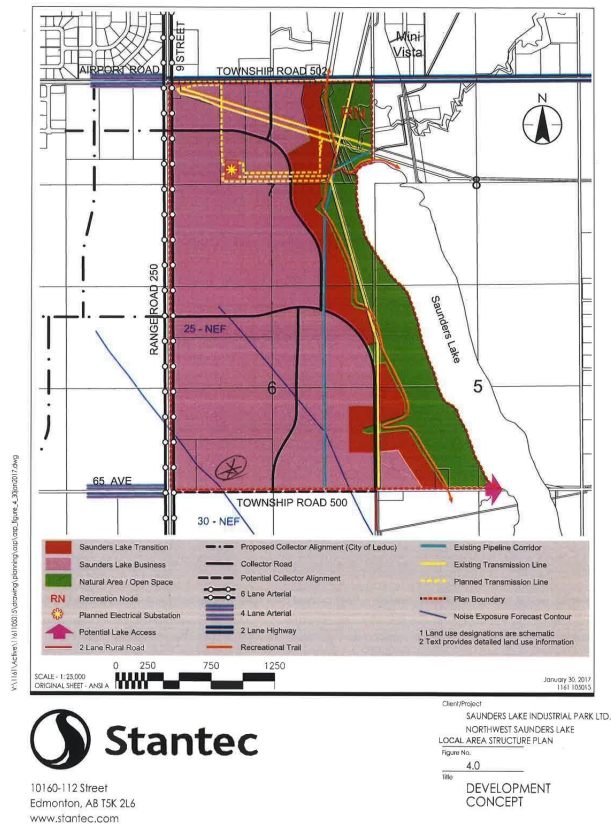 Mini
Vista
9 STREET
AIRPORT ROAD
TOWNSHIP ROAD 502
N
RN
7
8
RANGE ROAD 250
25 - NEF
Saunders Lake
6
5
65 AVE
TOWNSHIP ROAD 500
30 - NEF
Saunders Lake Transition
Saunders Lake Business
Natural Area / Open Space
RN Recreation Node
Planned Electrical Substation
Potential Lake Access
2 Lane Rural Road
Proposed Collector Alignment (City of Leduc)
Collector Road
Potential Collector Alignment
6 Lane Arterial
4 Lane Arterial
2 Lane Highway
Recreational Trail
Existing Pipeline Corridor
Existing Transmission Line
Planned Transmission Line
Plan Boundary
Noise Exposure Forecast Contour
1 Land use designations are schematic
2 Text provides detailed land use information
SCALE - 1:25,000
ORIGINAL SHEET - ANSI A
0 250 750 1250
January 30, 2017
1161 105015
Stantec
10160-112 Street
Edmonton, AB T5K 2L6
www.stantec.com
Client/Project
SAUNDERS LAKE INDUSTRIAL PARK LTD.
NORTHWEST SAUNDERS LAKE
LOCAL AREA STRUCTURE PLAN
Figure No.
4.0
Title
DEVELOPMENT
CONCEPT